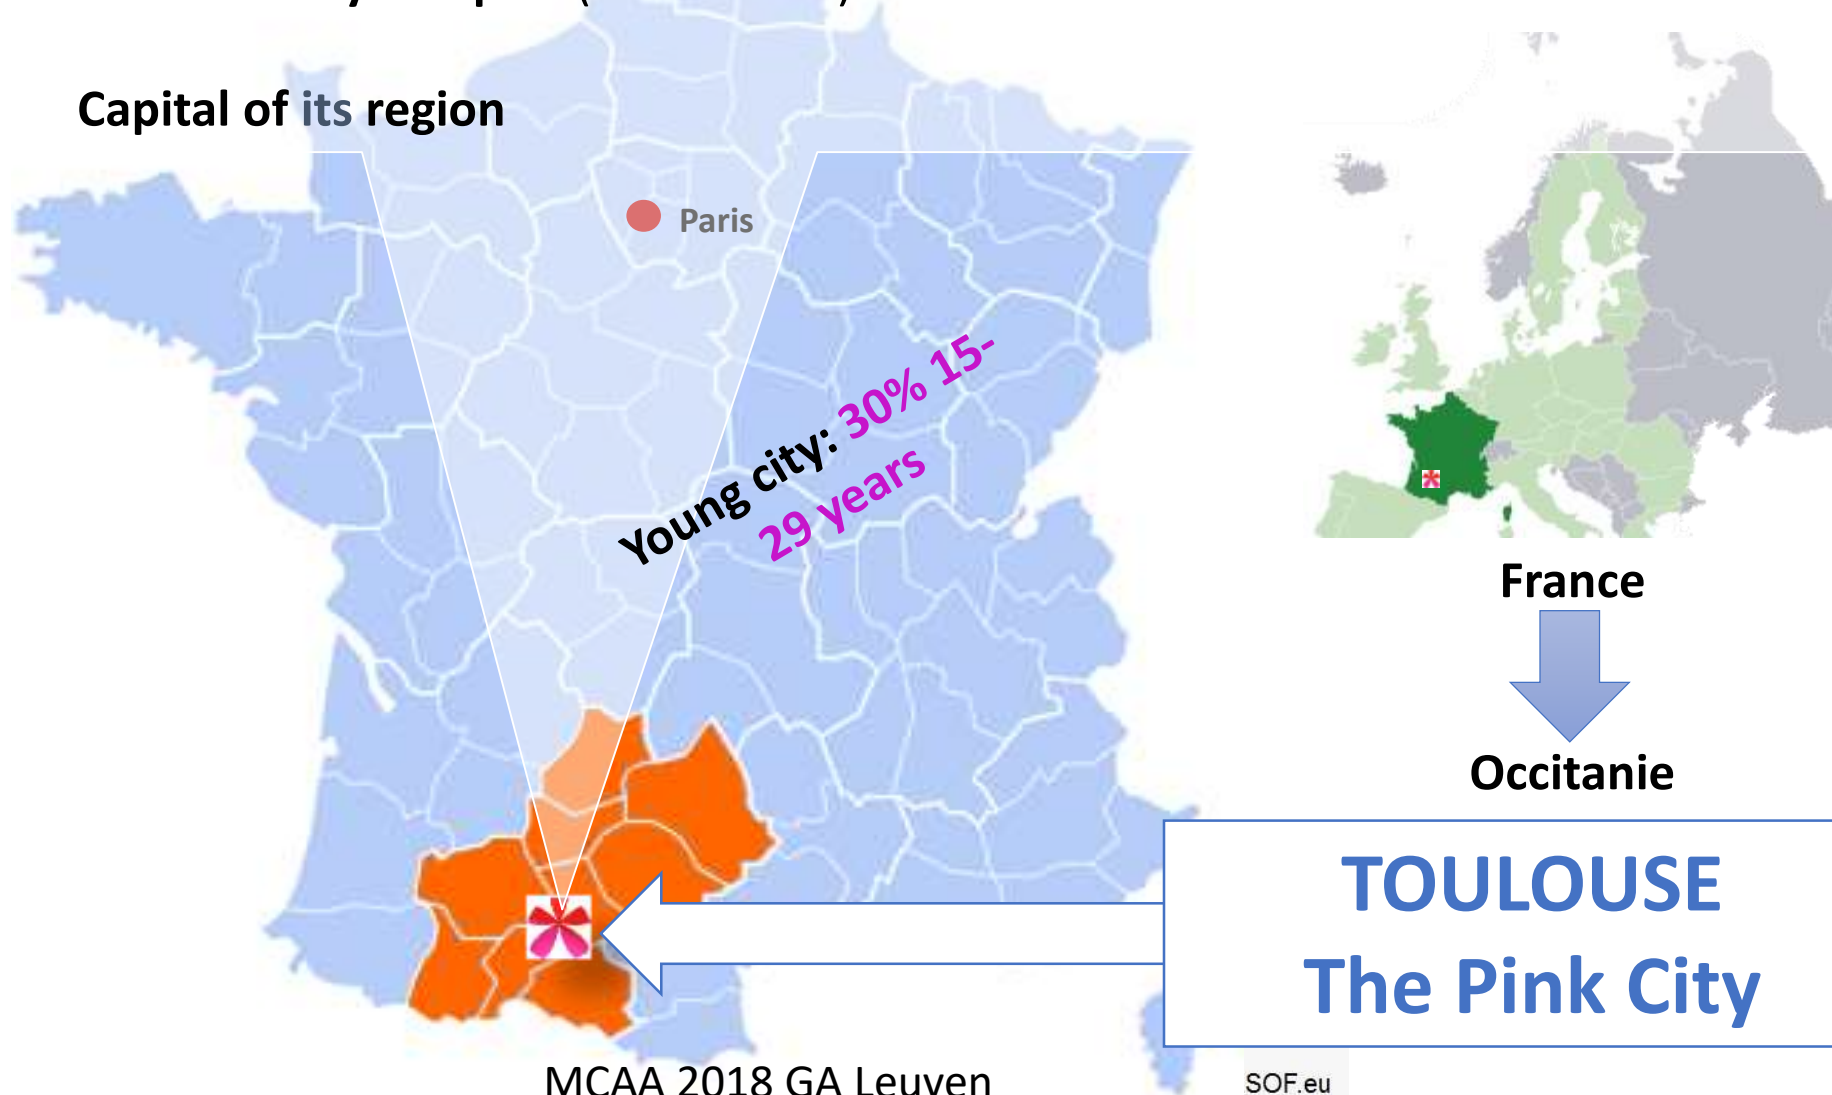 Capital of its region
Paris
Young city: 30% 15-
29 years
France
Occitanie
TOULOUSE
The Pink City
MCAA 2018 GA Leuven
SOF.eu